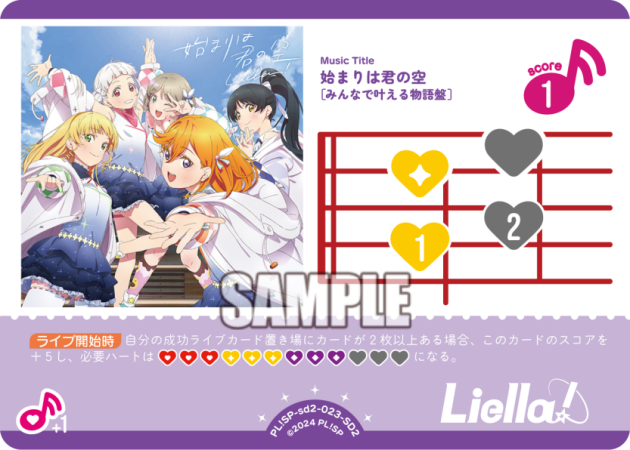 始まりは
君の空
Liella!
Music Title
始まりは君の空
［みんなで叶える物語盤］
score
1
1
2
SAMPLE
ライブ開始時 自分の成功ライブカード置き場にカードが２枚以上ある場合、このカードのスコアを
＋５し、必要ハートは になる。
+1
PL!SP-sd2-023-SD2
©2024 PL!SP
Liella!